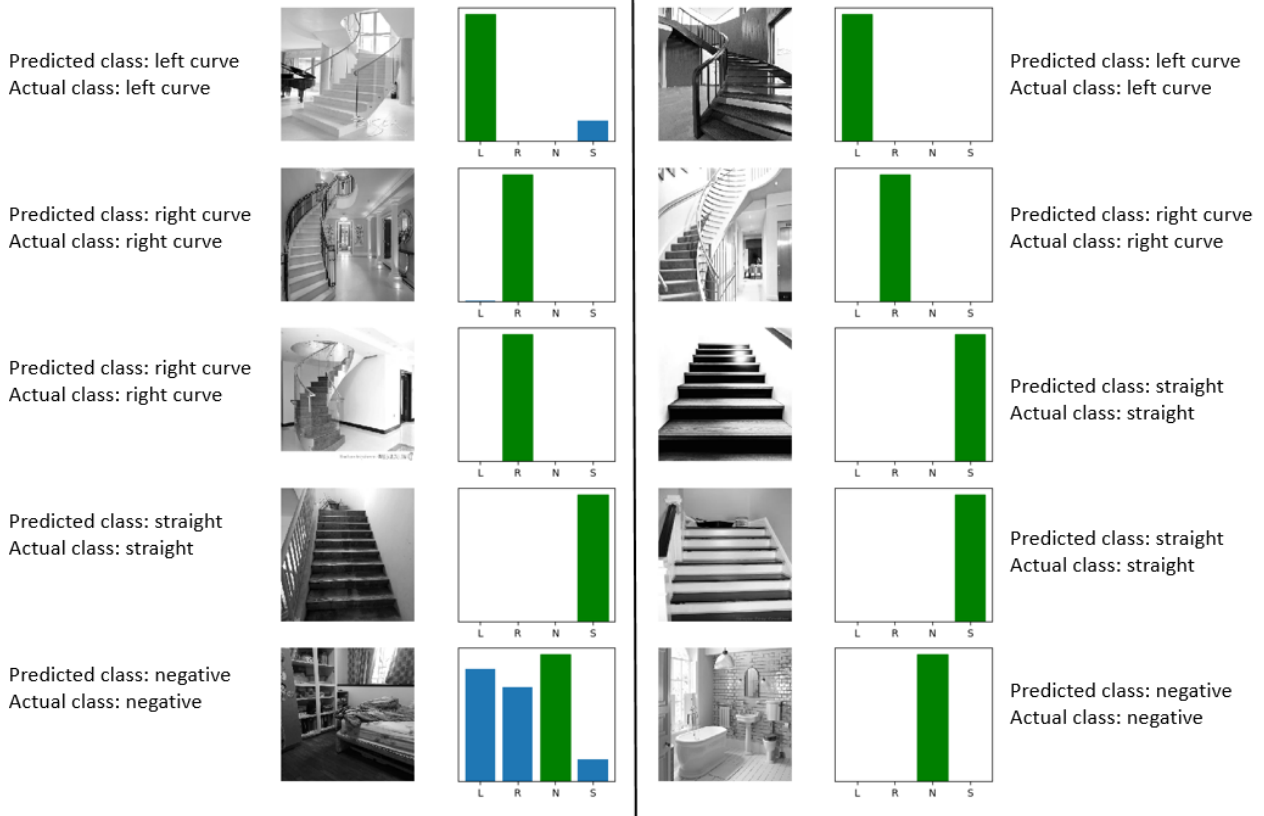 Predicted class: left curve
Actual class: left curve
L R N S
Predicted class: right curve
Actual class: right curve
L R N S
Predicted class: right curve
Actual class: right curve
L R N S
Predicted class: straight
Actual class: straight
L R N S
Predicted class: negative
Actual class: negative
L R N S
L R N S
Predicted class: left curve
Actual class: left curve
L R N S
Predicted class: right curve
Actual class: right curve
L R N S
Predicted class: straight
Actual class: straight
L R N S
Predicted class: straight
Actual class: straight
L R N S
Predicted class: negative
Actual class: negative